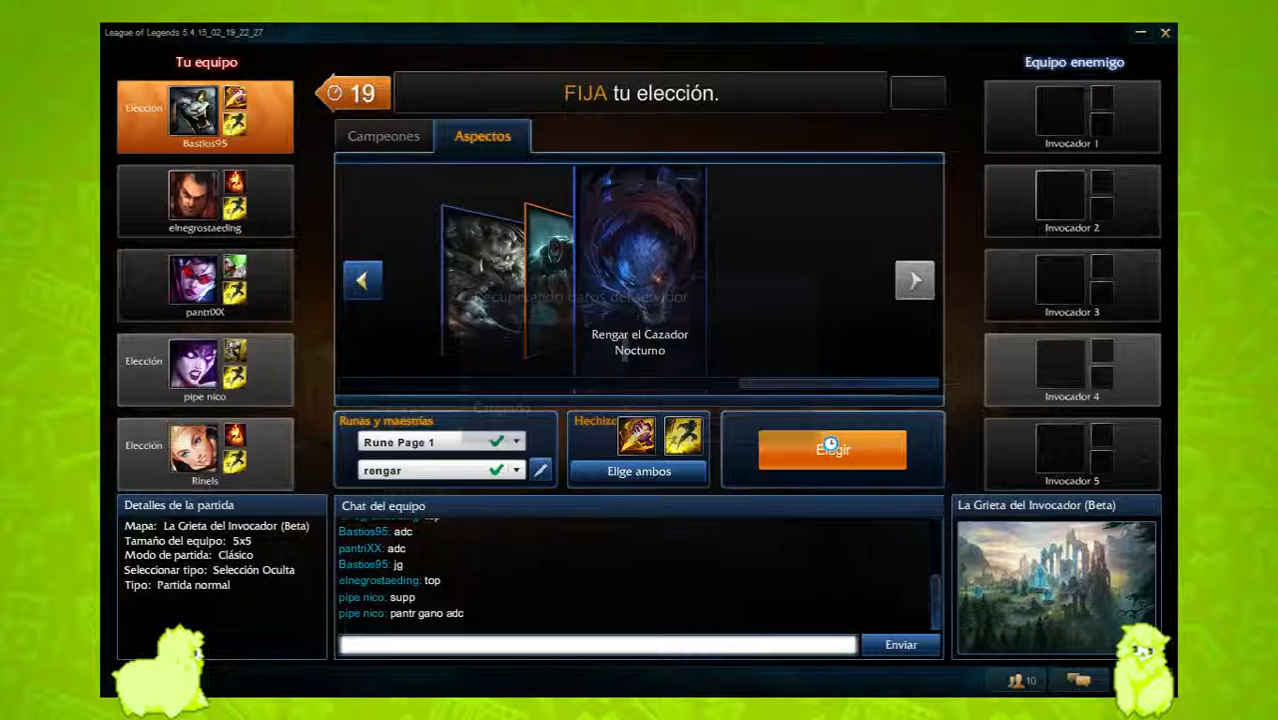 League of Legends 5.4.15_02_19_22_27
Tu equipo
Equipo enemigo
19
FIJA tu elección.
Elección
Bastios95
elnegrostaeding
pantriXX
Elección
pipe nico
Elección
Rinels
Campeones
Aspectos
Recuperando datos del servidor
Rengar el Cazador
Nocturno
Invocador 1
Invocador 2
Invocador 3
Invocador 4
Invocador 5
Runas y maestrías
Rune Page 1
rengar
Elige ambos
Elegir
Detalles de la partida
Mapa: La Grieta del Invocador (Beta)
Tamaño del equipo: 5x5
Modo de partida: Clásico
Seleccionar tipo: Selección Oculta
Tipo: Partida normal
Chat del equipo
Bastios95: adc
pantriXX: adc
Bastios95: jg
elnegrostaeding: top
pipe nico: supp
pipe nico: pantr gano adc
Enviar
La Grieta del Invocador (Beta)
10